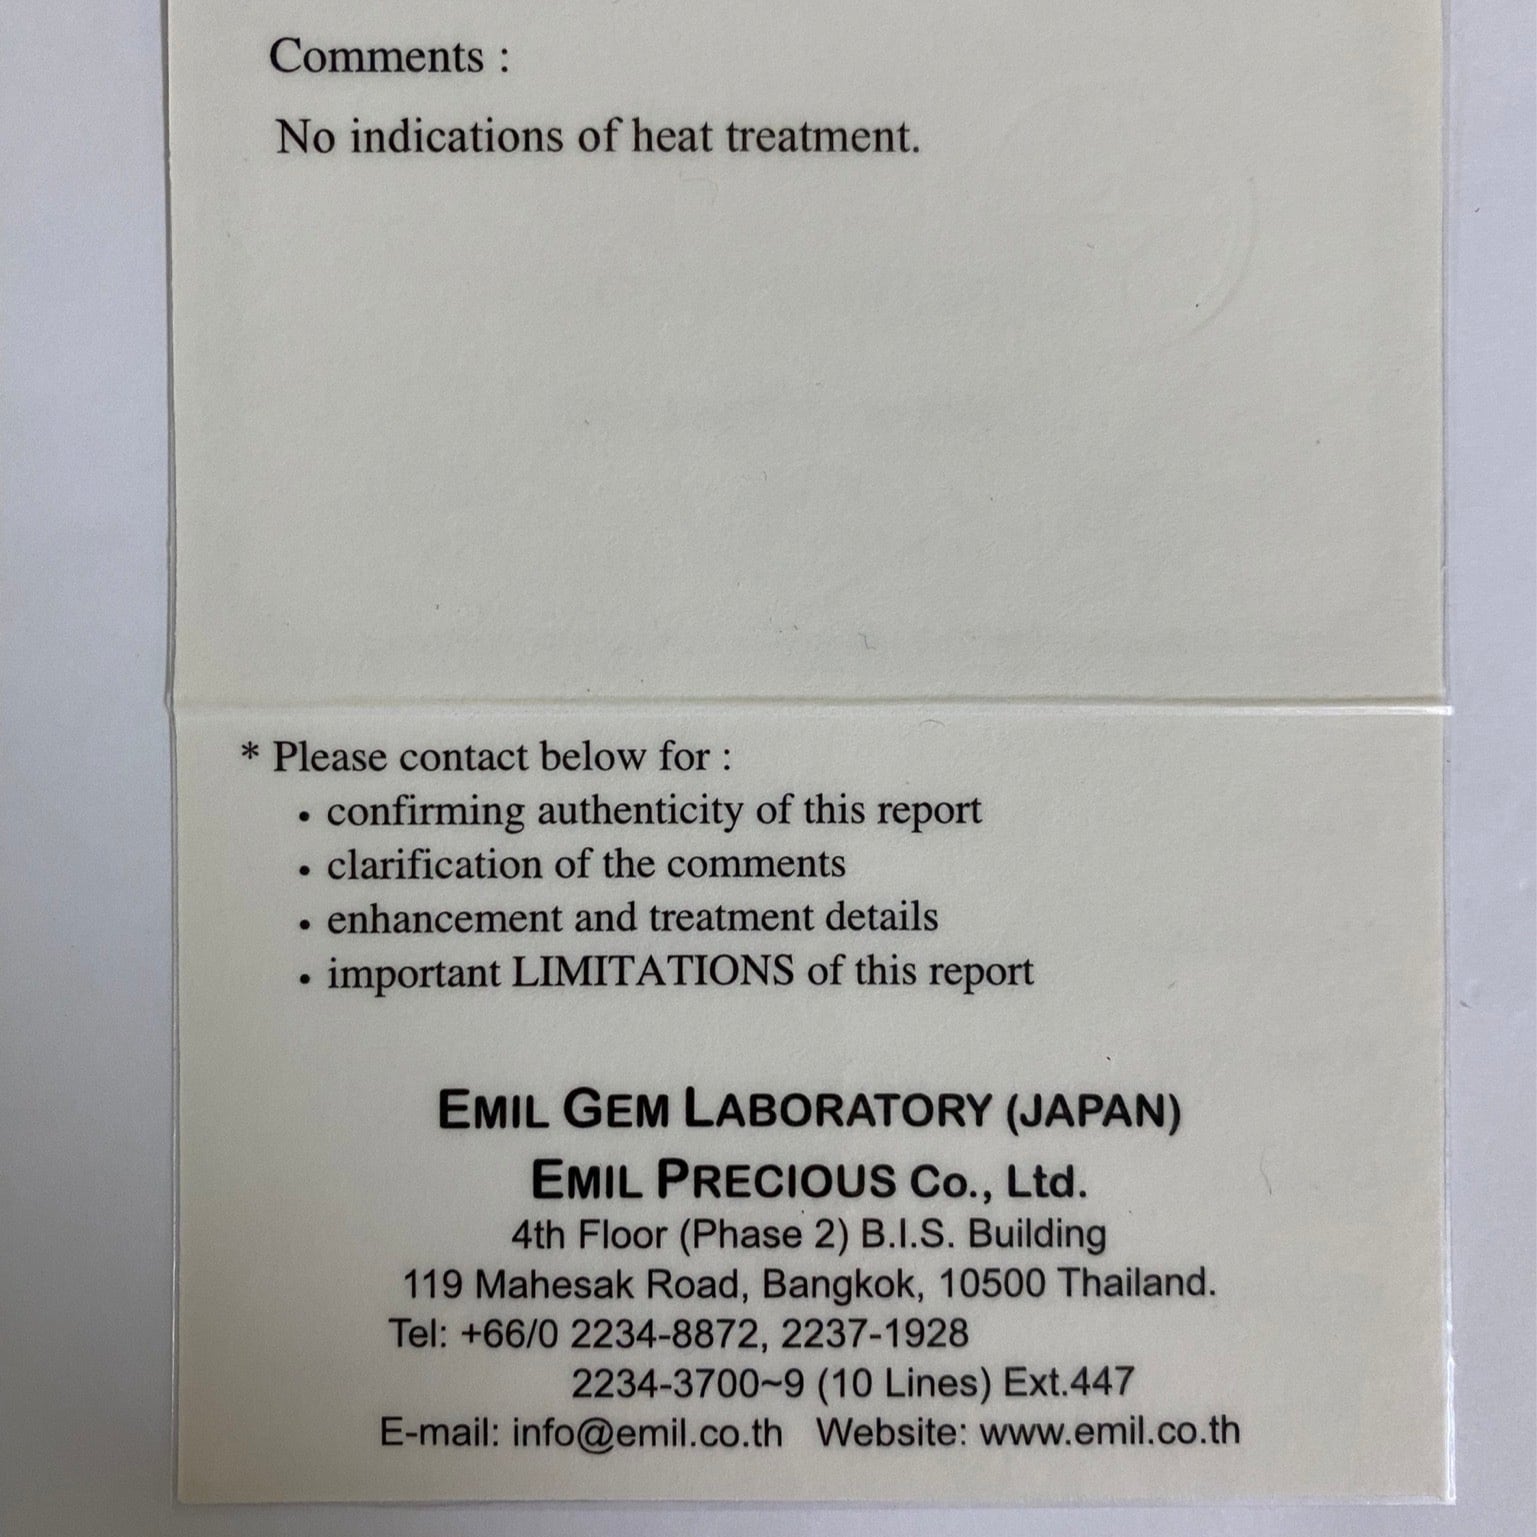 Comments :
No indications of heat treatment.
* Please contact below for :
• confirming authenticity of this report
• clarification of the comments
• enhancement and treatment details
• important LIMITATIONS of this report
EMIL GEM LABORATORY (JAPAN)
EMIL PRECIOUS Co., Ltd.
4th Floor (Phase 2) B.I.S. Building
119 Mahesak Road, Bangkok, 10500 Thailand.
Tel: +66/0 2234-8872, 2237-1928
2234-3700~9 (10 Lines) Ext.447
E-mail: info@emil.co.th Website: www.emil.co.th